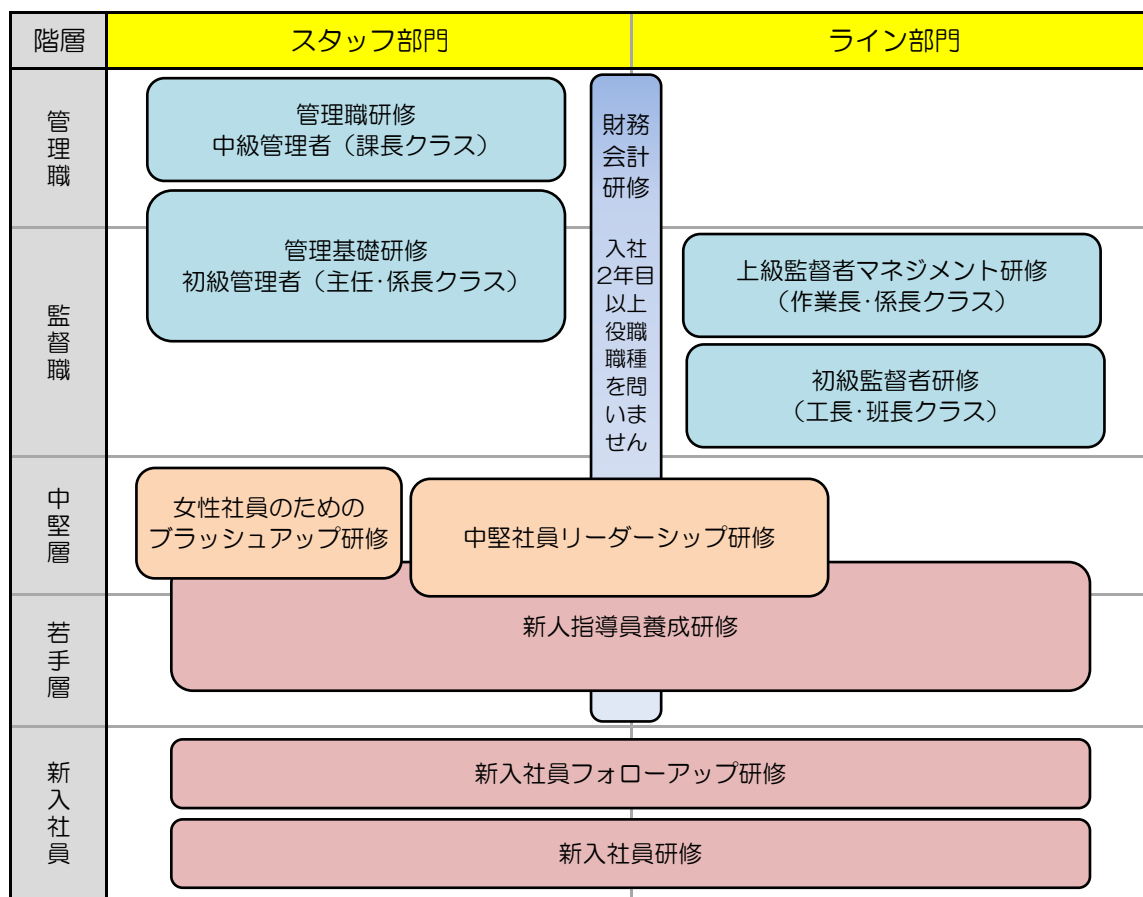 階層
スタッフ部門
ライン部門
管理職
管理職研修
中級管理者（課長クラス）
財務
会計
研修
入社
2年目
以上
役職
職種
を問
いま
せん
監督職
管理基礎研修
初級管理者（主任･係長クラス）
上級監督者マネジメント研修
（作業長･係長クラス）
初級監督者研修
（工長･班長クラス）
中堅層
女性社員のための
ブラッシュアップ研修
中堅社員リーダーシップ研修
若手層
新人指導員養成研修
新入社員
新入社員フォローアップ研修
新入社員研修